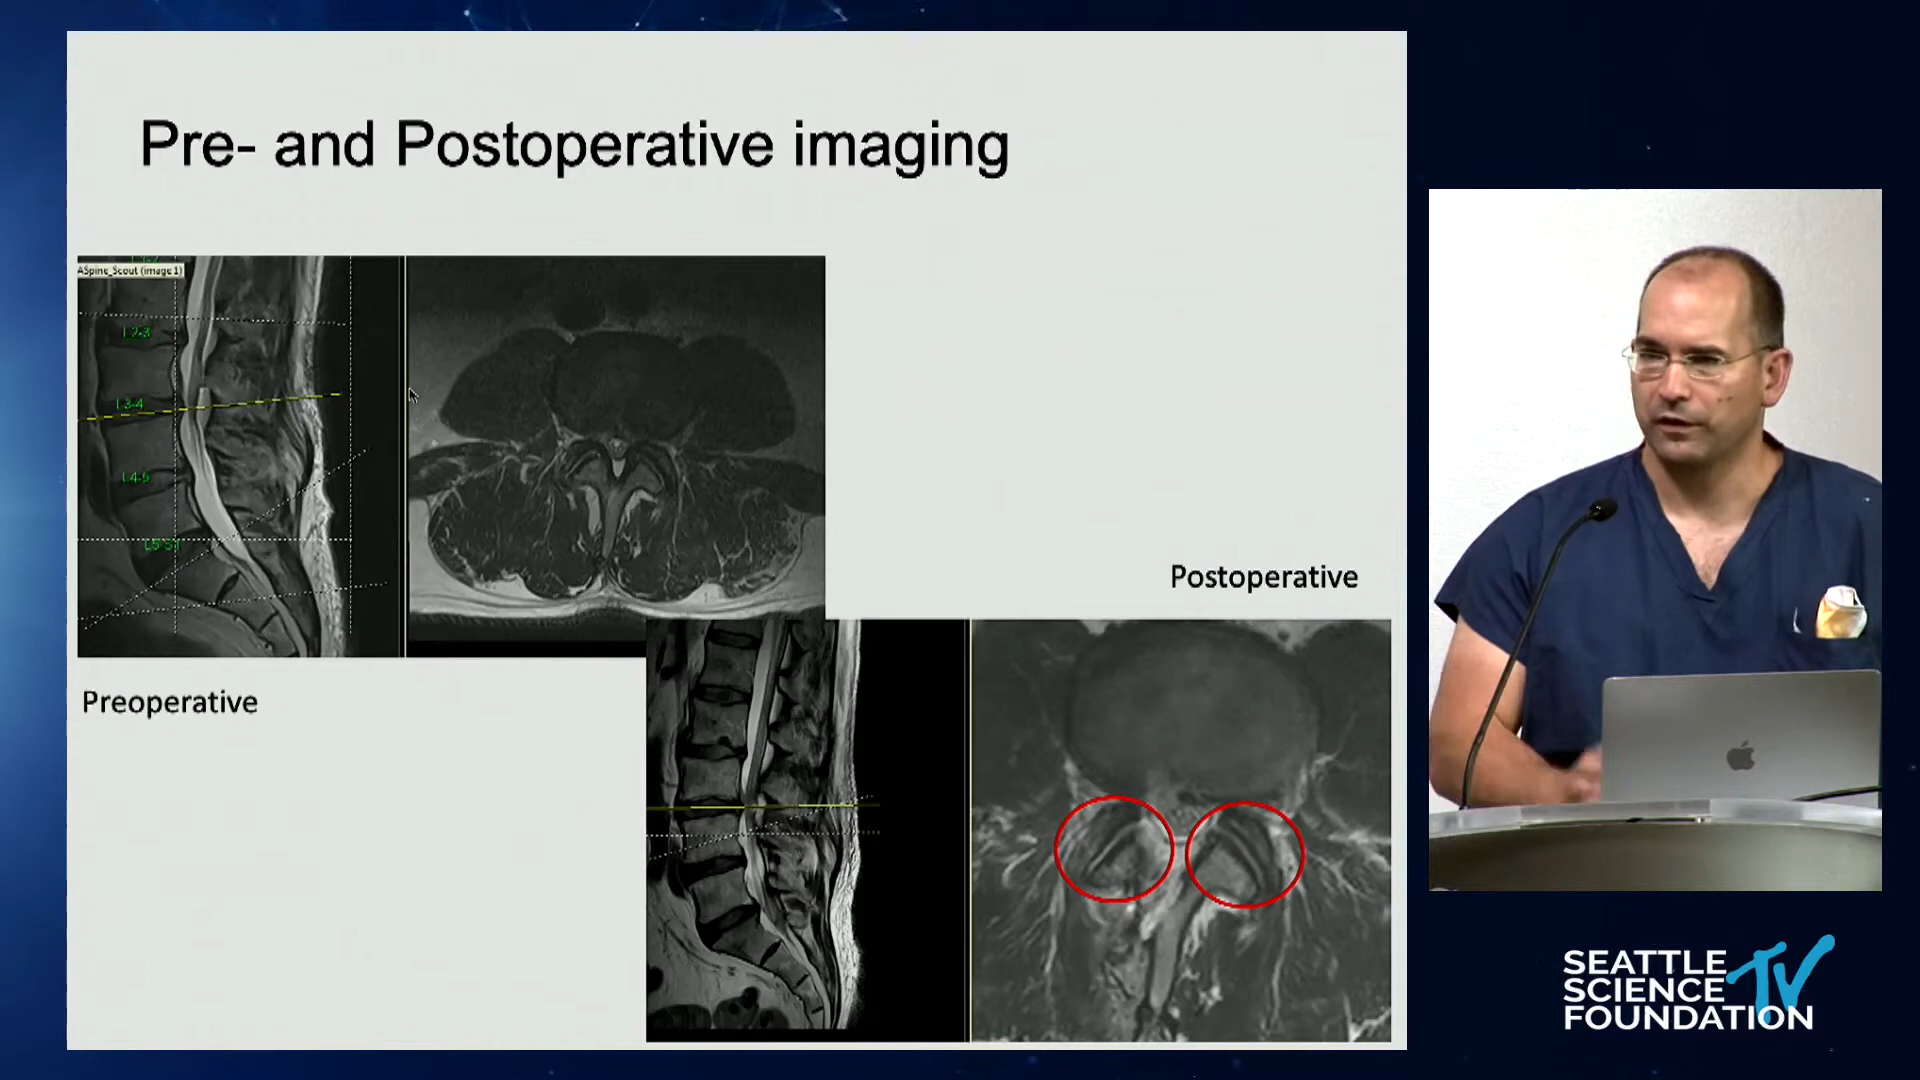 Pre- and Postoperative imaging
ASpine_Scout (image 1)
L2-3
L3-4
L4-5
L5-S1
Postoperative
Preoperative
SEATTLE
SCIENCE TV
FOUNDATION